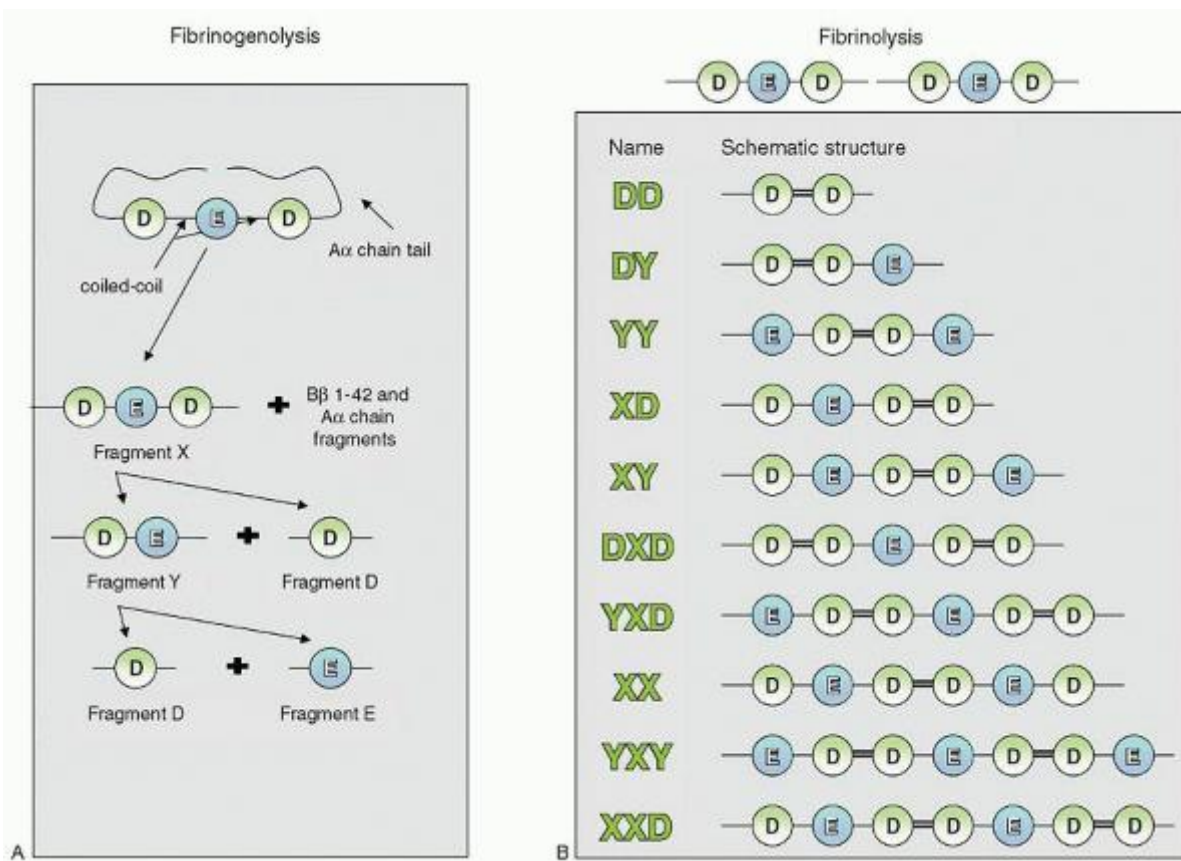 Fibrinogenolysis
D E D
Aα chain tail
coiled-coil
D E D
+
Bβ 1-42 and
Aα chain
fragments
Fragment X
D E + D
Fragment Y Fragment D
D + E
Fragment D Fragment E
A
Fibrinolysis
D E D D E D
Name Schematic structure
DD D D
DY D D E
YY E D D E
XD D E D D
XY D E D D E
DXD D D E D D
YXD E D D E D D
XX D E D D E D
YXY E D D E D D E
XXD D E D D E D D
B